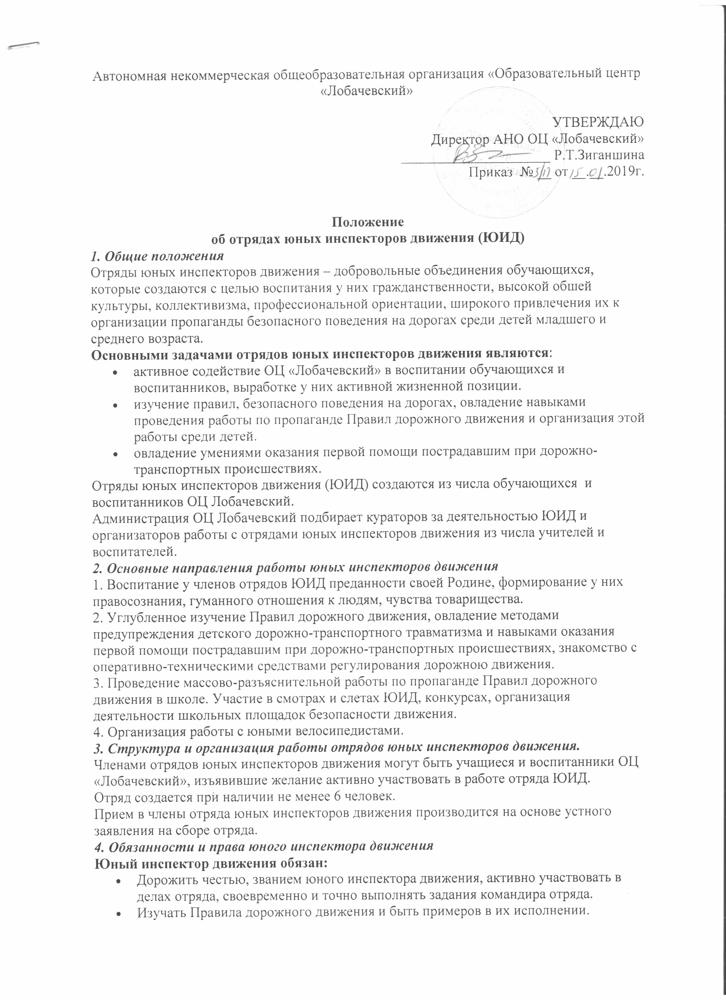 Автономная некоммерческая общеобразовательная организация «Образовательный центр
«Лобачевский»
УТВЕРЖДАЮ
Директор АНО ОЦ «Лобачевский»
Р.Т.Зиганшина
Приказ № 5/17 от 15.01.2019г.
Положение
об отрядах юных инспекторов движения (ЮИД)
1. Общие положения
Отряды юных инспекторов движения – добровольные объединения обучающихся,
которые создаются с целью воспитания у них гражданственности, высокой обшей
культуры, коллективизма, профессиональной ориентации, широкого привлечения их к
организации пропаганды безопасного поведения на дорогах среди детей младшего и
среднего возраста.
Основными задачами отрядов юных инспекторов движения являются:
• активное содействие ОЦ «Лобачевский» в воспитании обучающихся и
воспитанников, выработке у них активной жизненной позиции.
• изучение правил, безопасного поведения на дорогах, овладение навыками
проведения работы по пропаганде Правил дорожного движения и организация этой
работы среди детей.
• овладение умениями оказания первой помощи пострадавшим при дорожно-
транспортных происшествиях.
Отряды юных инспекторов движения (ЮИД) создаются из числа обучающихся и
воспитанников ОЦ Лобачевский.
Администрация ОЦ Лобачевский подбирает кураторов за деятельностью ЮИД и
организаторов работы с отрядами юных инспекторов движения из числа учителей и
воспитателей.
2. Основные направления работы юных инспекторов движения
1. Воспитание у членов отрядов ЮИД преданности своей Родине, формирование у них
правосознания, гуманного отношения к людям, чувства товарищества.
2. Углубленное изучение Правил дорожного движения, овладение методами
предупреждения детского дорожно-транспортного травматизма и навыками оказания
первой помощи пострадавшим при дорожно-транспортных происшествиях, знакомство с
оперативно-техническими средствами регулирования дорожною движения.
3. Проведение массово-разъяснительной работы по пропаганде Правил дорожного
движения в школе. Участие в смотрах и слетах ЮИД, конкурсах, организация
деятельности школьных площадок безопасности движения.
4. Организация работы с юными велосипедистами.
3. Структура и организация работы отрядов юных инспекторов движения.
Членами отрядов юных инспекторов движения могут быть учащиеся и воспитанники ОЦ
«Лобачевский», изъявившие желание активно участвовать в работе отряда ЮИД.
Отряд создается при наличии не менее 6 человек.
Прием в члены отряда юных инспекторов движения производится на основе устного
заявления на сборе отряда.
4. Обязанности и права юного инспектора движения
Юный инспектор движения обязан:
• Дорожить честью, званием юного инспектора движения, активно участвовать в
делах отряда, своевременно и точно выполнять задания командира отряда.
• Изучать Правила дорожного движения и быть примеров в их исполнении.